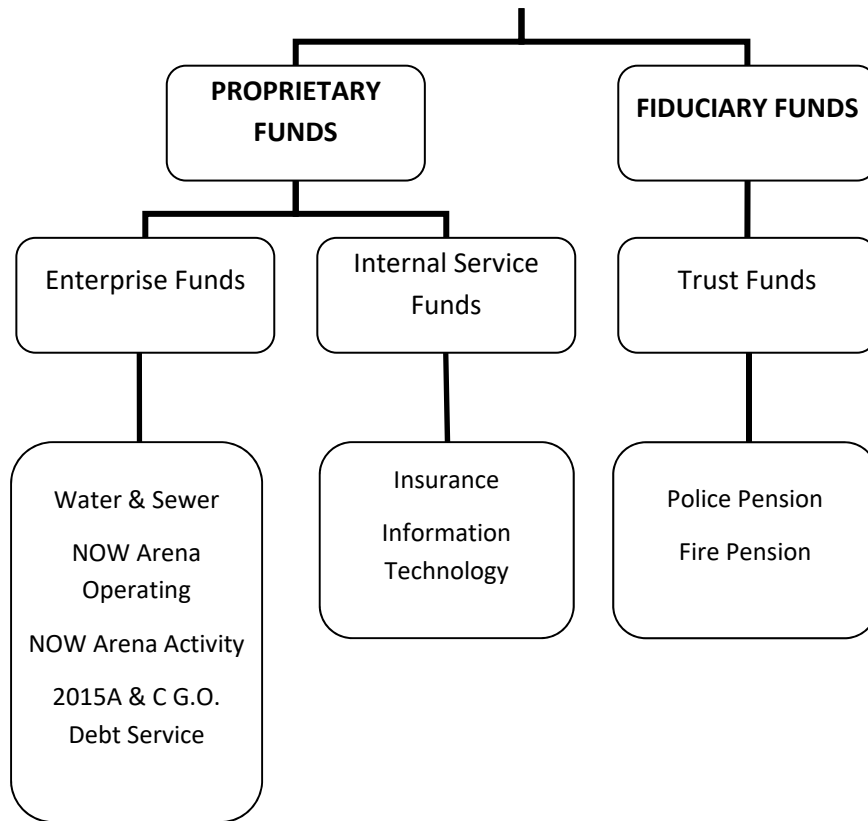 PROPRIETARY
FUNDS
FIDUCIARY FUNDS
Enterprise Funds
Internal Service
Funds
Trust Funds
Water & Sewer
NOW Arena
Operating
NOW Arena Activity
2015A & C G.O.
Debt Service
Insurance
Information
Technology
Police Pension
Fire Pension